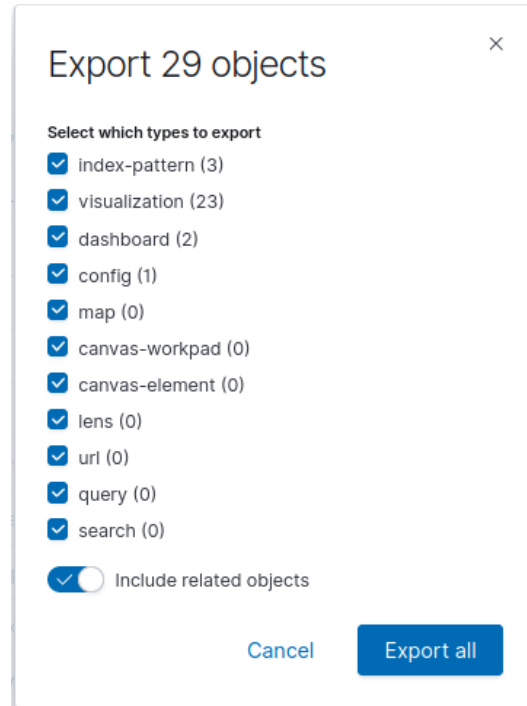 Export 29 objects
Select which types to export
index-pattern (3)
visualization (23)
dashboard (2)
config (1)
map (0)
canvas-workpad (0)
canvas-element (0)
lens (0)
url (0)
query (0)
search (0)
Include related objects
Cancel Export all